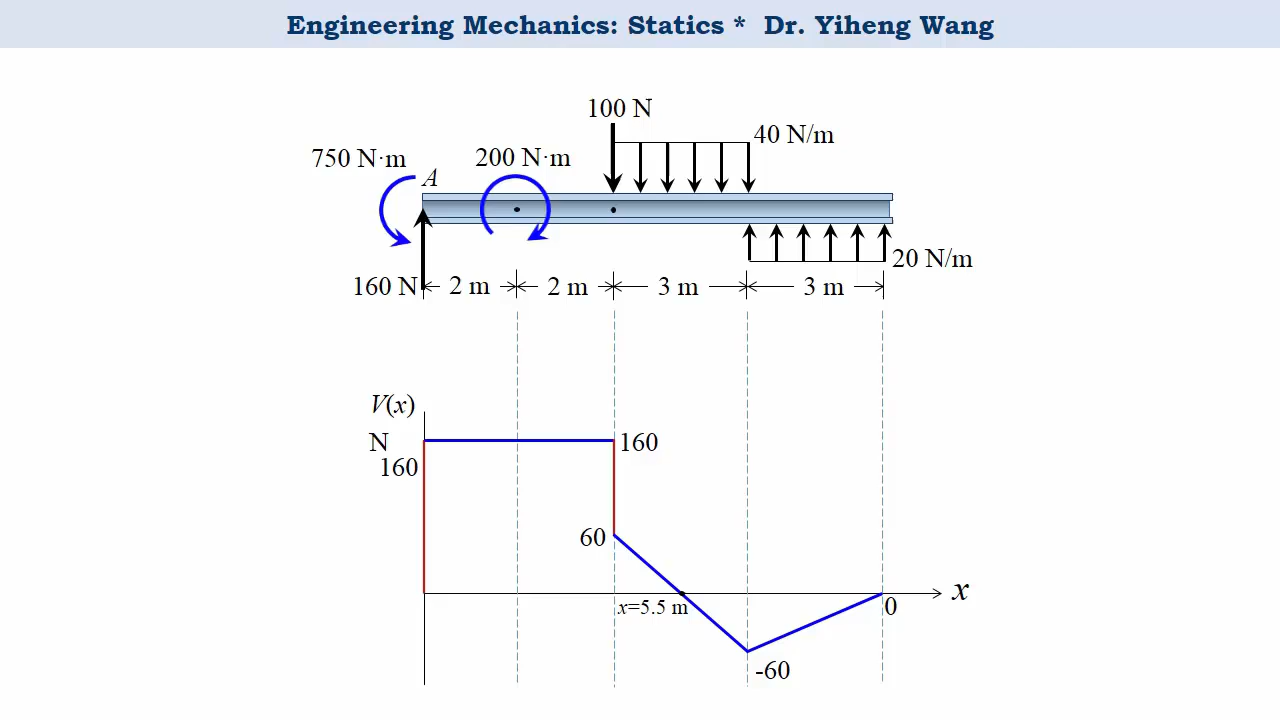 Engineering Mechanics: Statics * Dr. Yiheng Wang
100 N
40 N/m
750 N·m
A
200 N·m
160 N
2 m
2 m
3 m
3 m
20 N/m
V(x)
N
160
160
60
x=5.5 m
x
0
-60